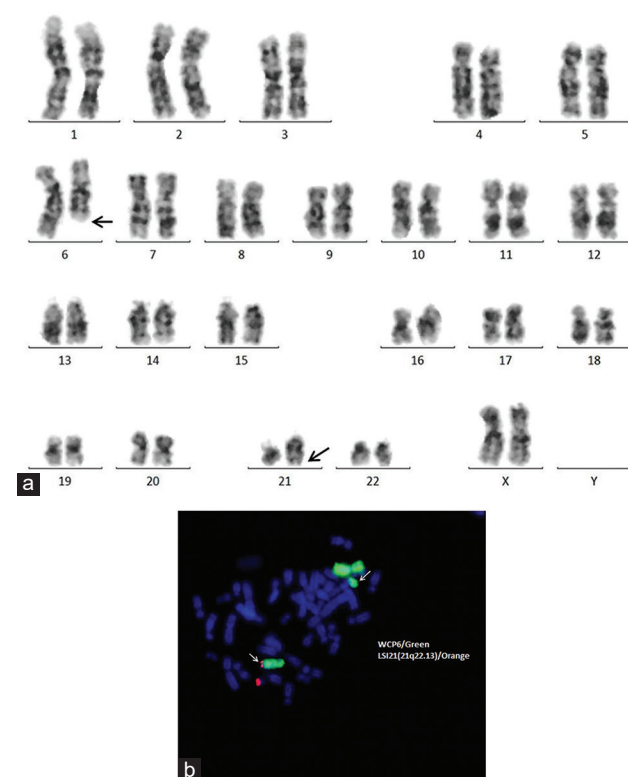 1 2 3 4 5
6 7 8 9 10 11 12
13 14 15 16 17 18
19 20 21 22 X Y
a
WCP6/Green
LSI21(21q22.13)/Orange
b